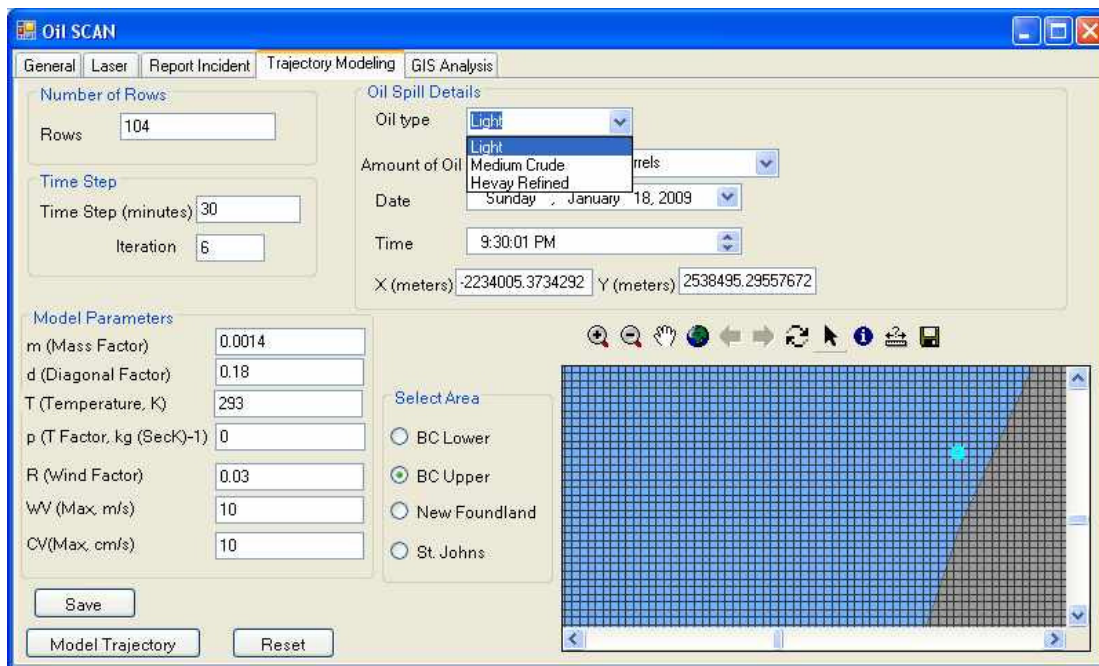 Oil SCAN
General Laser Report Incident Trajectory Modeling GIS Analysis
Number of Rows
Rows 104
Time Step
Time Step (minutes) 30
Iteration 6
Oil Spill Details
Oil type Light
Light
Medium Crude
Hevay Refined
Amount of Oil
Date Sunday , January 18, 2009
Time 9:30:01 PM
X (meters) -2234005.3734292 Y (meters) 2538495.29557672
Model Parameters
m (Mass Factor) 0.0014
d (Diagonal Factor) 0.18
T (Temperature, K) 293
p (T Factor, kg (SecK)-1) 0
R (Wind Factor) 0.03
WV (Max, m/s) 10
CV(Max, cm/s) 10
Select Area
BC Lower
BC Upper
New Foundland
St. Johns
Save
Model Trajectory Reset